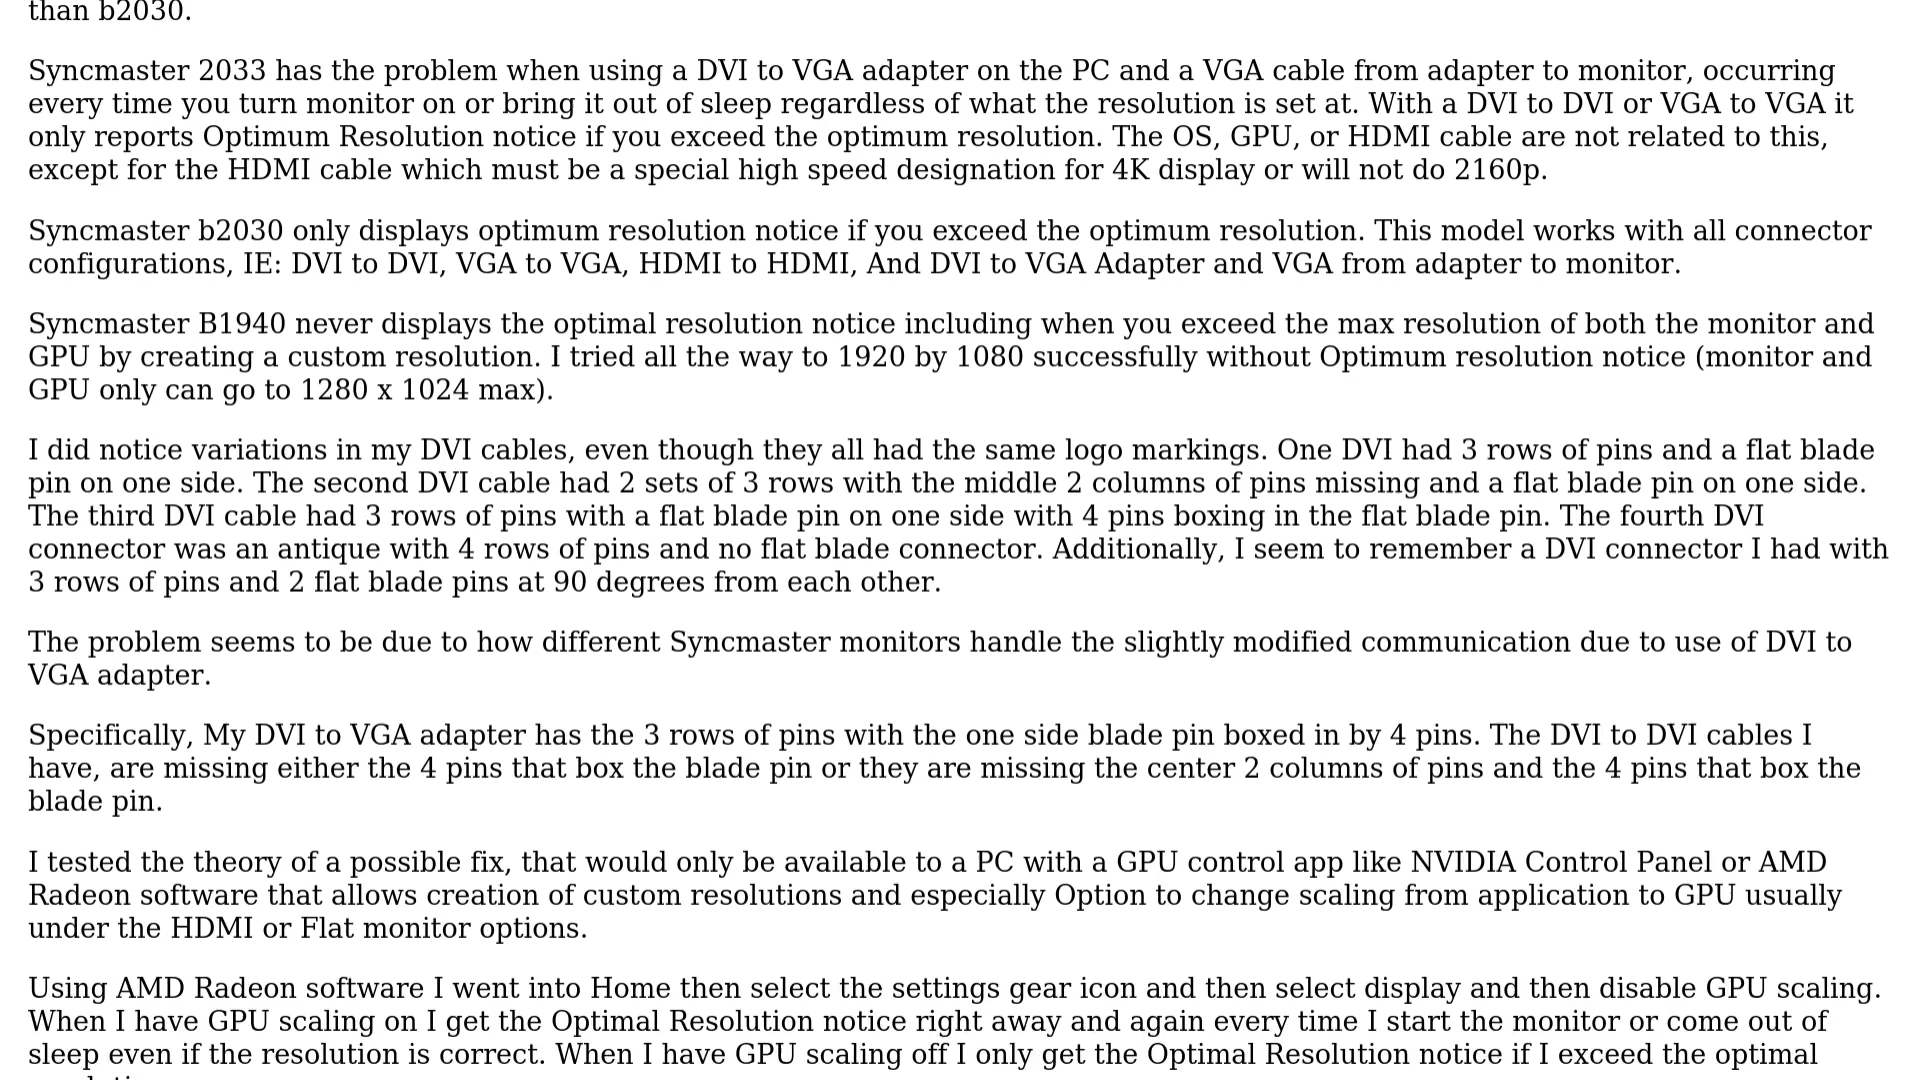 than b2030.
Syncmaster 2033 has the problem when using a DVI to VGA adapter on the PC and a VGA cable from adapter to monitor, occurring
every time you turn monitor on or bring it out of sleep regardless of what the resolution is set at. With a DVI to DVI or VGA to VGA it
only reports Optimum Resolution notice if you exceed the optimum resolution. The OS, GPU, or HDMI cable are not related to this,
except for the HDMI cable which must be a special high speed designation for 4K display or will not do 2160p.
Syncmaster b2030 only displays optimum resolution notice if you exceed the optimum resolution. This model works with all connector
configurations, IE: DVI to DVI, VGA to VGA, HDMI to HDMI, And DVI to VGA Adapter and VGA from adapter to monitor.
Syncmaster B1940 never displays the optimal resolution notice including when you exceed the max resolution of both the monitor and
GPU by creating a custom resolution. I tried all the way to 1920 by 1080 successfully without Optimum resolution notice (monitor and
GPU only can go to 1280 x 1024 max).
I did notice variations in my DVI cables, even though they all had the same logo markings. One DVI had 3 rows of pins and a flat blade
pin on one side. The second DVI cable had 2 sets of 3 rows with the middle 2 columns of pins missing and a flat blade pin on one side.
The third DVI cable had 3 rows of pins with a flat blade pin on one side with 4 pins boxing in the flat blade pin. The fourth DVI
connector was an antique with 4 rows of pins and no flat blade connector. Additionally, I seem to remember a DVI connector I had with
3 rows of pins and 2 flat blade pins at 90 degrees from each other.
The problem seems to be due to how different Syncmaster monitors handle the slightly modified communication due to use of DVI to
VGA adapter.
Specifically, My DVI to VGA adapter has the 3 rows of pins with the one side blade pin boxed in by 4 pins. The DVI to DVI cables I
have, are missing either the 4 pins that box the blade pin or they are missing the center 2 columns of pins and the 4 pins that box the
blade pin.
I tested the theory of a possible fix, that would only be available to a PC with a GPU control app like NVIDIA Control Panel or AMD
Radeon software that allows creation of custom resolutions and especially Option to change scaling from application to GPU usually
under the HDMI or Flat monitor options.
Using AMD Radeon software I went into Home then select the settings gear icon and then select display and then disable GPU scaling.
When I have GPU scaling on I get the Optimal Resolution notice right away and again every time I start the monitor or come out of
sleep even if the resolution is correct. When I have GPU scaling off I only get the Optimal Resolution notice if I exceed the optimal